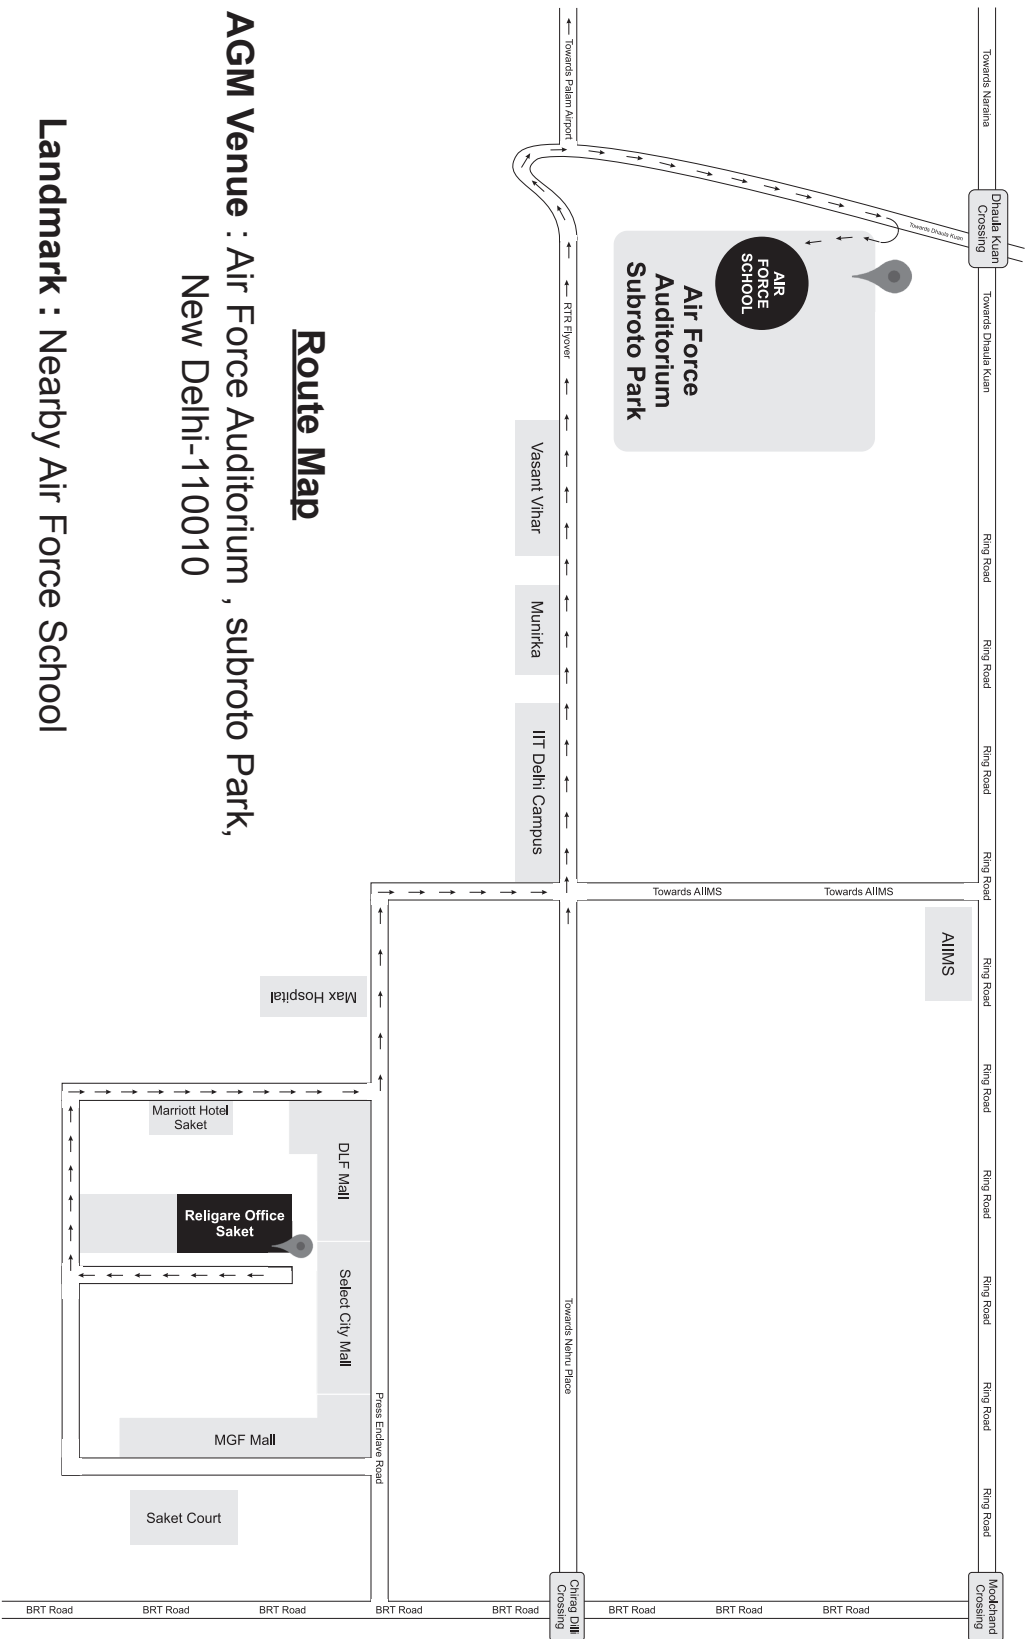 Towards Naraina
Dhaula Kuan
Crossing
Towards Dhaula Kuan
Ring Road
Ring Road
Ring Road
Ring Road
Ring Road
Ring Road
Ring Road
Ring Road
Ring Road
Ring Road
Moolchand
Crossing
Towards Dhaula Kuan
AIR
FORCE
SCHOOL
Air Force
Auditorium
Subroto Park
Towards AIIMS
Towards AIIMS
AIIMS
Towards Palam Airport
RTR Flyover
Towards Nehru Place
Chirag Dilli
Crossing
Vasant Vihar
Munirka
IIT Delhi Campus
Max Hospital
Press Enclave Road
Marriott Hotel
Saket
DLF Mall
Religare Office
Saket
Select City Mall
MGF Mall
Saket Court
BRT Road
BRT Road
BRT Road
BRT Road
BRT Road
BRT Road
BRT Road
BRT Road
Route Map
AGM Venue : Air Force Auditorium , subroto Park,
New Delhi-110010
Landmark : Nearby Air Force School